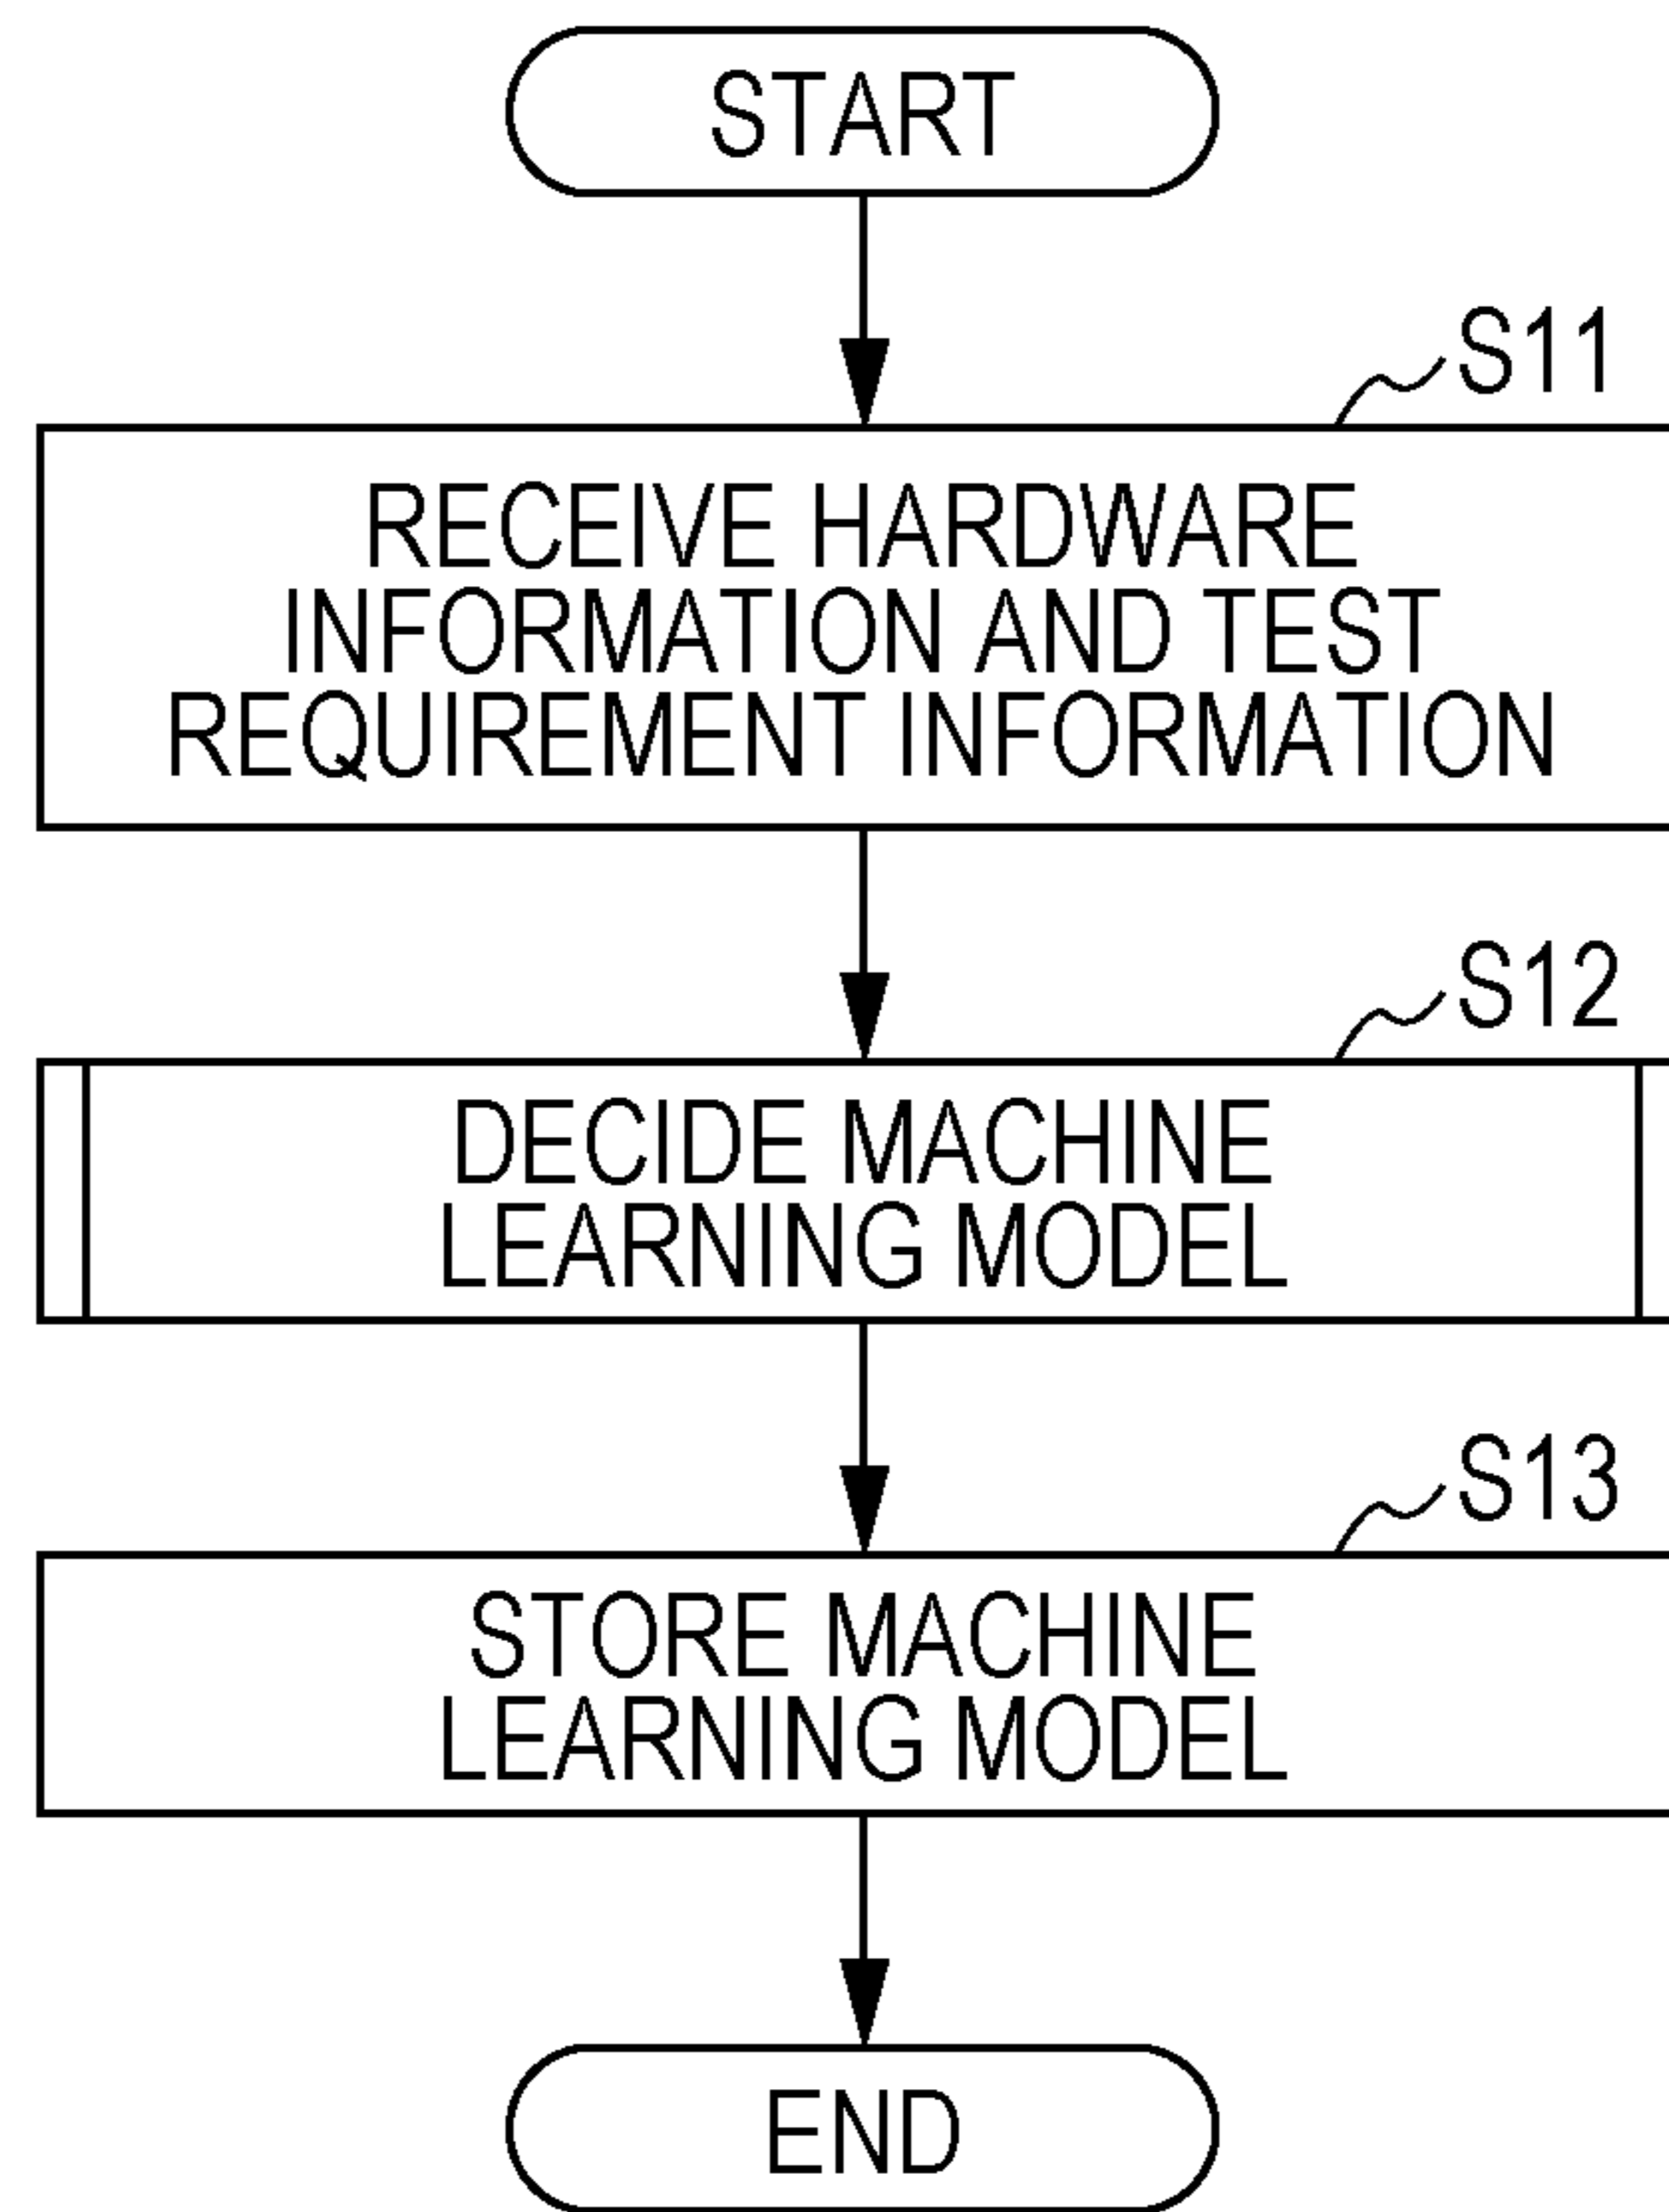 START
S11
RECEIVE HARDWARE
INFORMATION AND TEST
REQUIREMENT INFORMATION
S12
DECIDE MACHINE
LEARNING MODEL
S13
STORE MACHINE
LEARNING MODEL
END